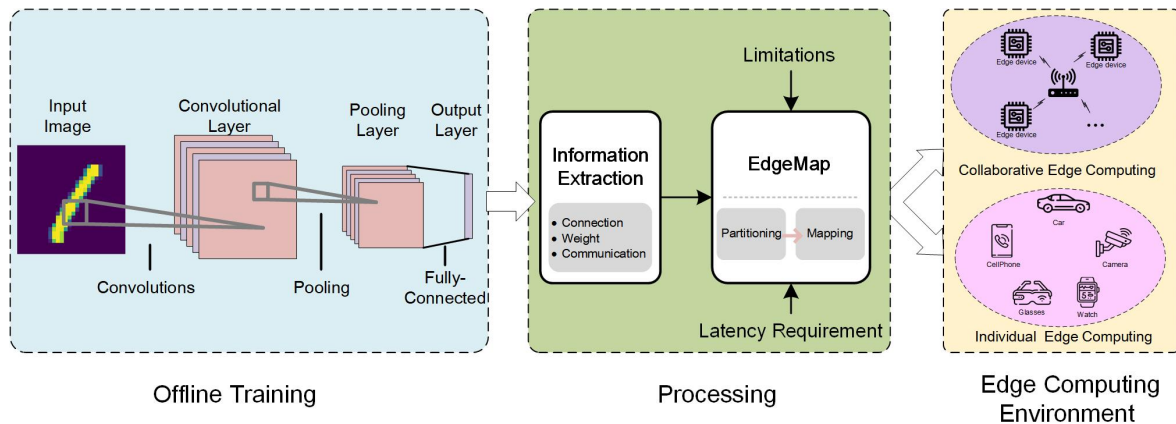 Input
Image
Convolutional
Layer
Pooling
Layer
Output
Layer
Convolutions
Pooling
Fully-
Connected
Offline Training
Limitations
Information
Extraction
• Connection
• Weight
• Communication
EdgeMap
Partitioning
Mapping
Latency Requirement
Processing
Edge device
Edge device
Edge device
...
Collaborative Edge Computing
Car
CellPhone
Camera
Glasses
Watch
Individual Edge Computing
Edge Computing
Environment